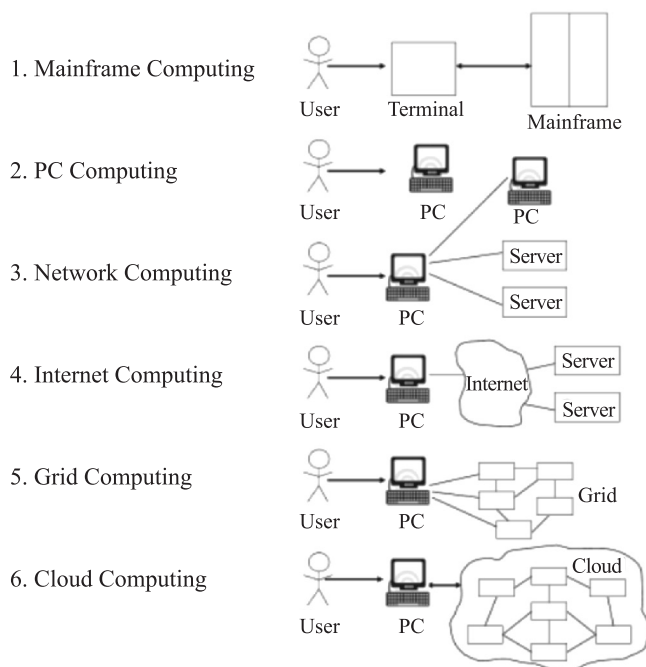 1. Mainframe Computing
User
Terminal
Mainframe
2. PC Computing
User
PC
PC
3. Network Computing
User
PC
Server
Server
4. Internet Computing
User
PC
Internet
Server
Server
5. Grid Computing
User
PC
Grid
6. Cloud Computing
User
PC
Cloud